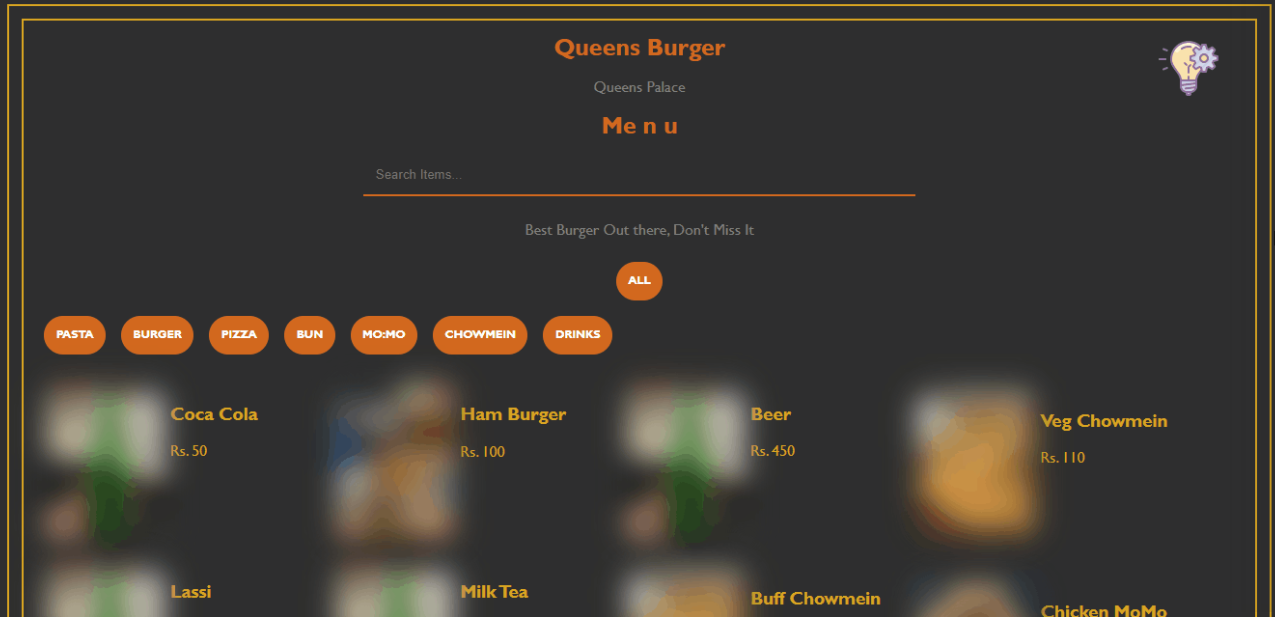 Queens Burger
Queens Palace
Me n u
Search Items...
Best Burger Out there, Don't Miss It
ALL
PASTA BURGER PIZZA BUN MO:MO CHOWMEIN DRINKS
Coca Cola
Rs. 50
Ham Burger
Rs. 100
Beer
Rs. 450
Veg Chowmein
Rs. 110
Lassi
Milk Tea
Buff Chowmein
Chicken MoMo